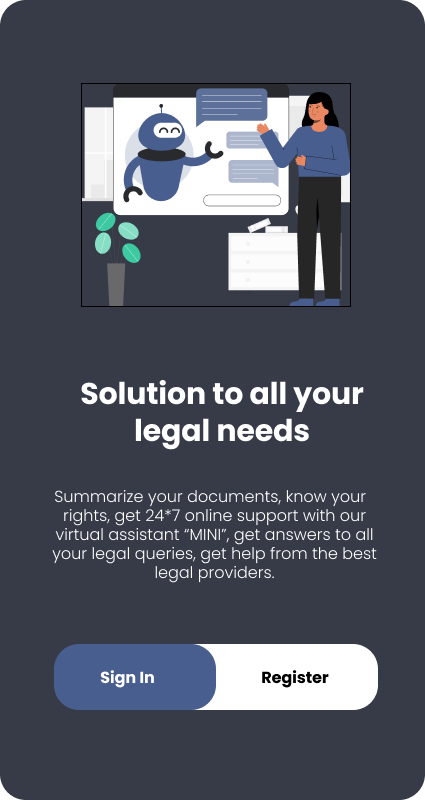 Solution to all your
legal needs
Summarize your documents, know your
rights, get 24*7 online support with our
virtual assistant “MINI”, get answers to all
your legal queries, get help from the best
legal providers.
Sign In
Register